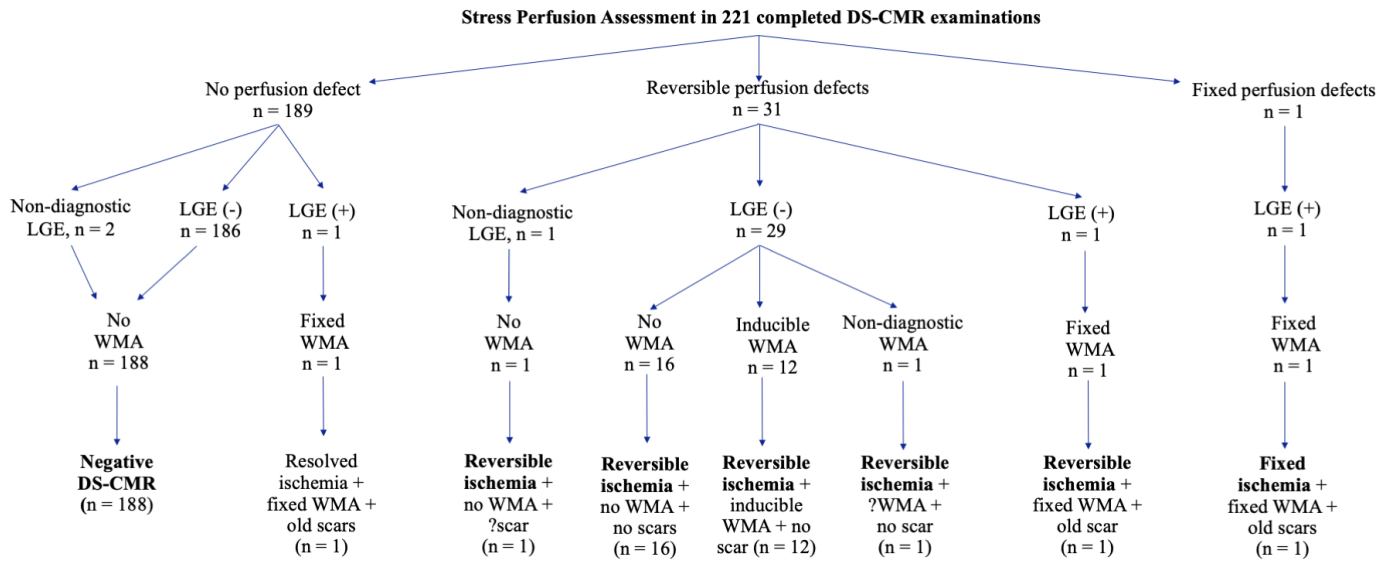 Stress Perfusion Assessment in 221 completed DS-CMR examinations
No perfusion defect
n = 189
Reversible perfusion defects
n = 31
Fixed perfusion defects
n = 1
Non-diagnostic
LGE, n = 2
LGE (-)
n = 186
LGE (+)
n = 1
Non-diagnostic
LGE, n = 1
LGE (-)
n = 29
LGE (+)
n = 1
LGE (+)
n = 1
No
WMA
n = 188
Fixed
WMA
n = 1
No
WMA
n = 1
No
WMA
n = 16
Inducible
WMA
n = 12
Non-diagnostic
WMA
n = 1
Fixed
WMA
n = 1
Fixed
WMA
n = 1
Negative
DS-CMR
(n = 188)
Resolved
ischemia +
fixed WMA +
old scars
(n = 1)
Reversible
ischemia +
no WMA +
?scar
(n = 1)
Reversible
ischemia +
no WMA +
no scars
(n = 16)
Reversible
ischemia +
inducible
WMA + no
scar (n = 12)
Reversible
ischemia +
?WMA +
no scar
(n = 1)
Reversible
ischemia +
fixed WMA +
old scar
(n = 1)
Fixed
ischemia +
fixed WMA +
old scars
(n = 1)